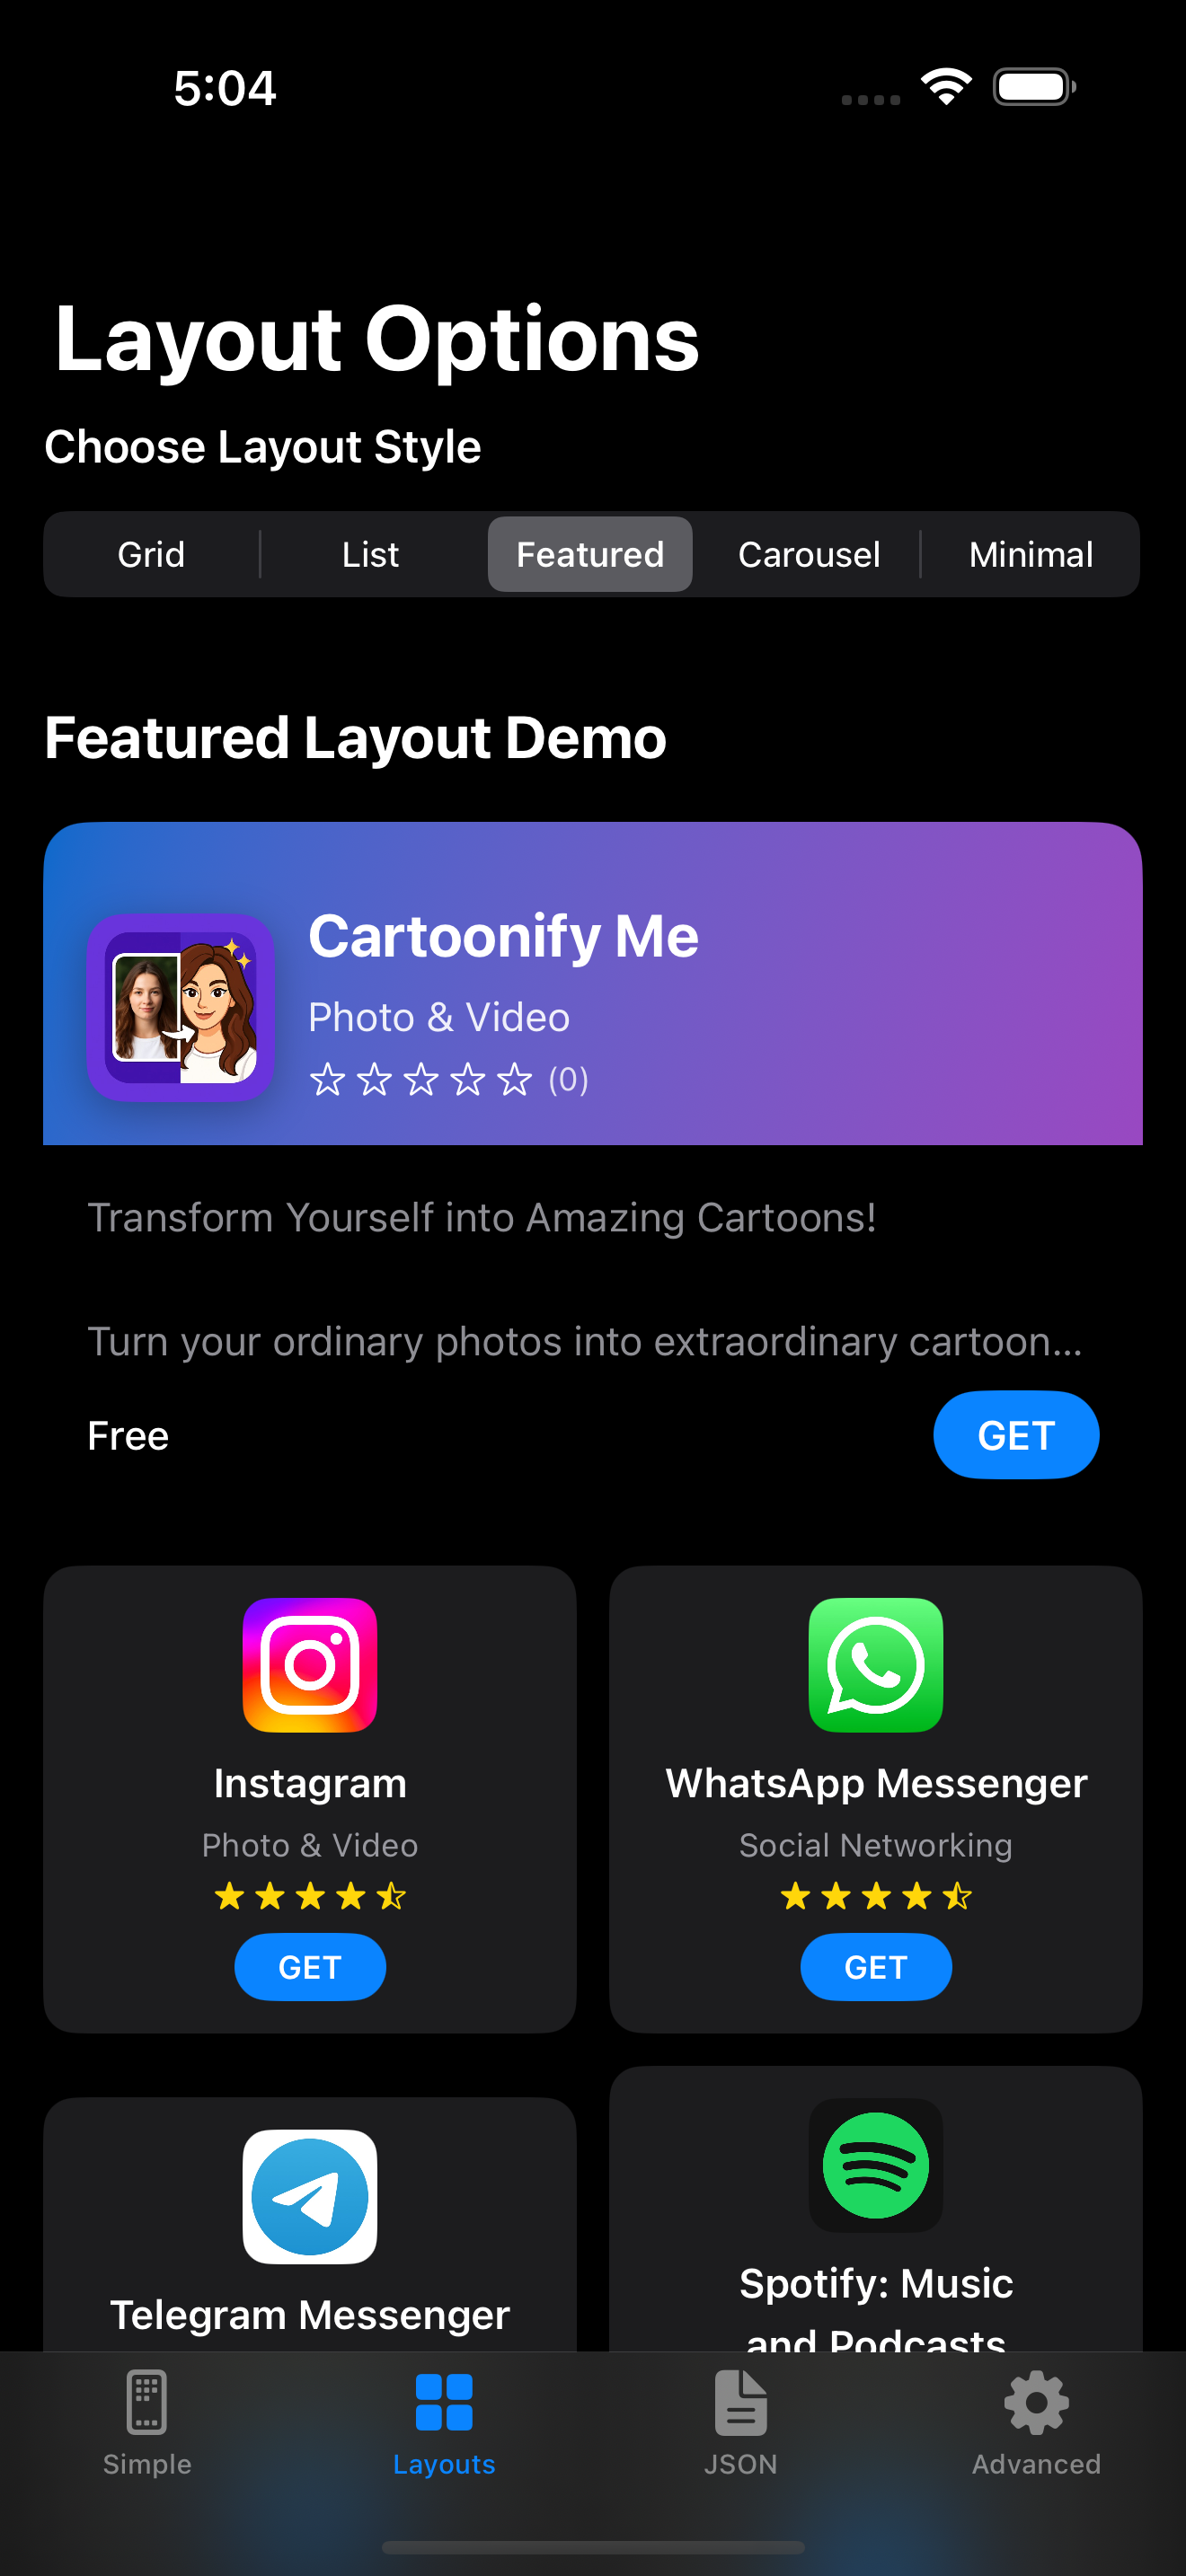 5:04
Layout Options
Choose Layout Style
Grid
List
Featured
Carousel
Minimal
Featured Layout Demo
Cartoonify Me
Photo & Video
(0)
Transform Yourself into Amazing Cartoons!
Turn your ordinary photos into extraordinary cartoon...
Free
GET
Instagram
Photo & Video
GET
WhatsApp Messenger
Social Networking
GET
Telegram Messenger
Spotify: Music
and Podcasts
Simple
Layouts
JSON
Advanced